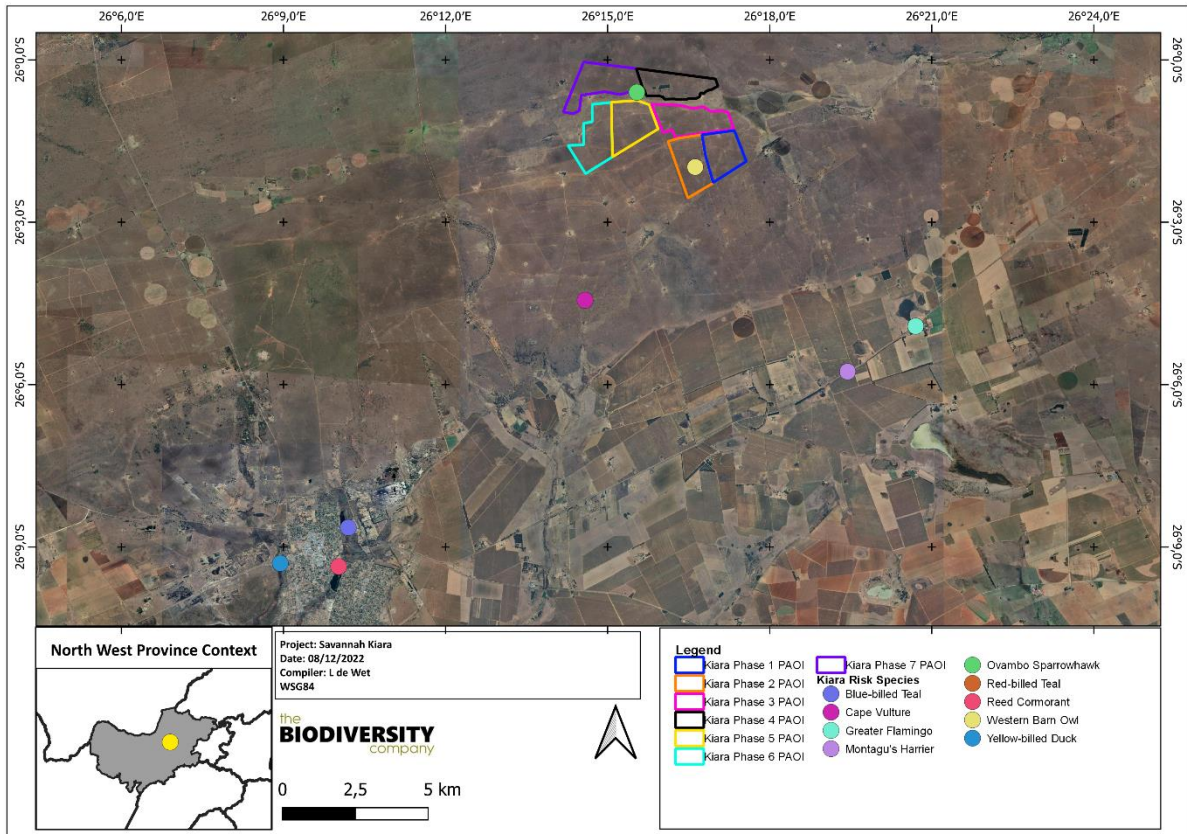 26°6,0'E 26°9,0'E 26°12,0'E 26°15,0'E 26°18,0'E 26°21,0'E 26°24,0'E
26°0,0'S 26°0,0'S
26°3,0'S 26°3,0'S
26°6,0'S 26°6,0'S
26°9,0'S 26°9,0'S
North West Province Context
Project: Savannah Kiara
Date: 08/12/2022
Compiler: L de Wet
WSG84
the
BIODIVERSITY
company
0 2,5 5 km
Legend
Kiara Phase 1 PAOI
Kiara Phase 2 PAOI
Kiara Phase 3 PAOI
Kiara Phase 4 PAOI
Kiara Phase 5 PAOI
Kiara Phase 6 PAOI
Kiara Phase 7 PAOI
Kiara Risk Species
Blue-billed Teal
Cape Vulture
Greater Flamingo
Montagu's Harrier
Ovambo Sparrowhawk
Red-billed Teal
Reed Cormorant
Western Barn Owl
Yellow-billed Duck